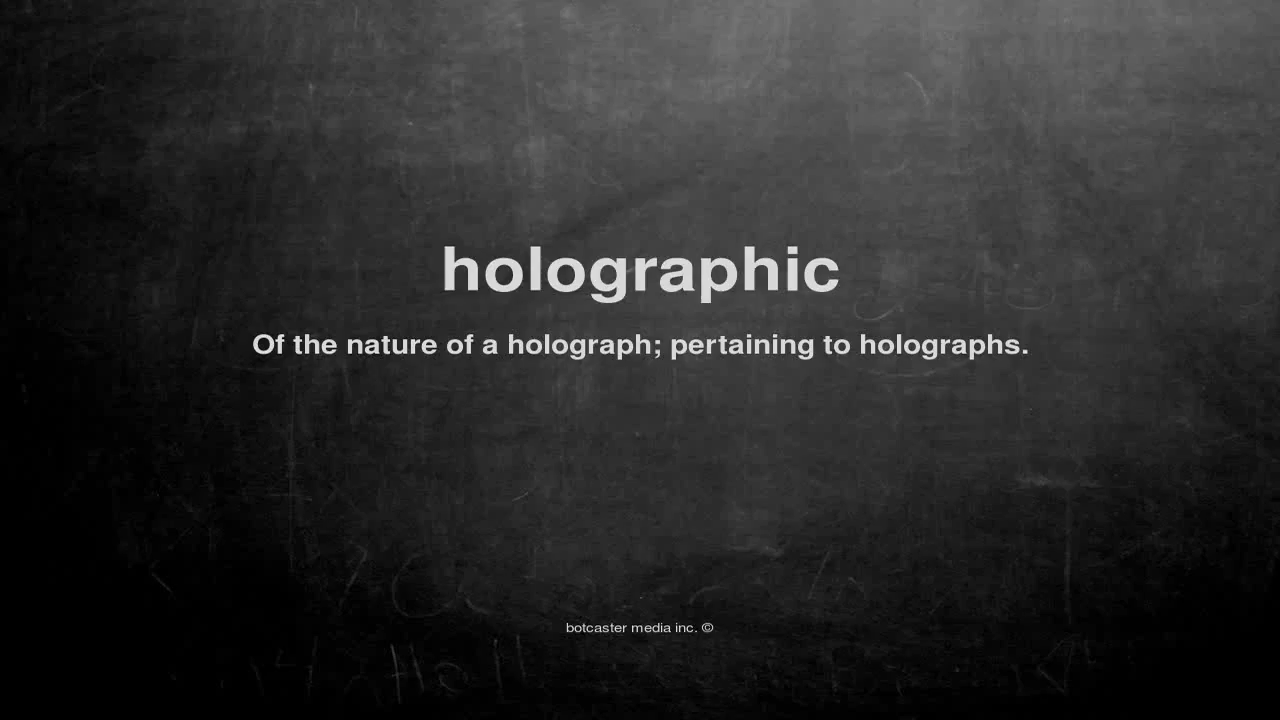 holographic
Of the nature of a holograph; pertaining to holographs.
botcaster media inc. ©